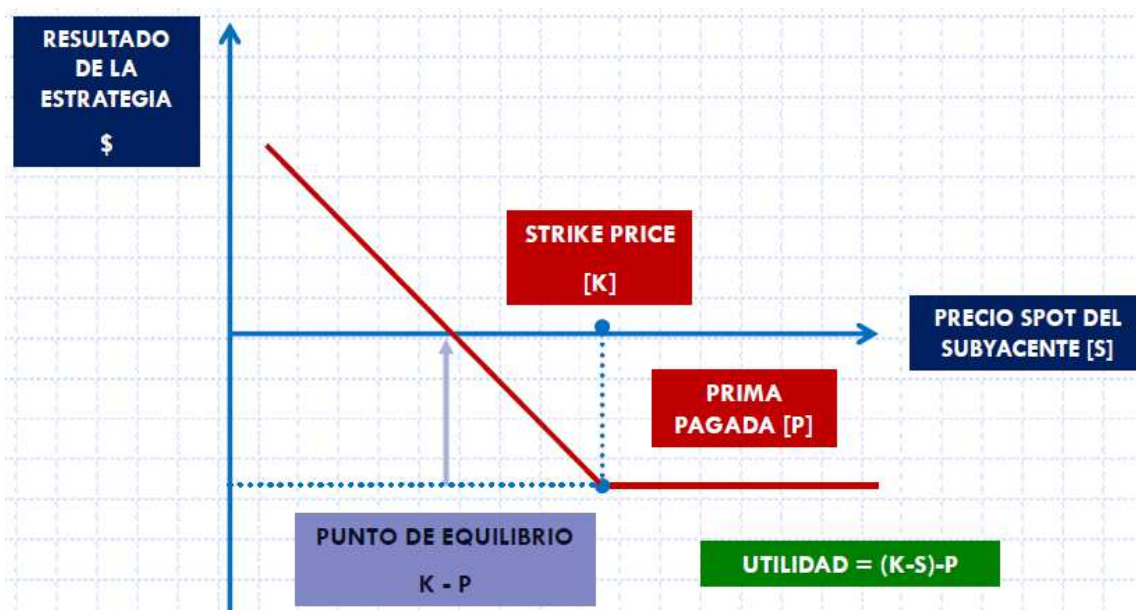 RESULTADO
DE LA
ESTRATEGIA
$
STRIKE PRICE
[K]
PRECIO SPOT DEL
SUBYACENTE [S]
PRIMA
PAGADA [P]
PUNTO DE EQUILIBRIO
K - P
UTILIDAD = (K-S)-P